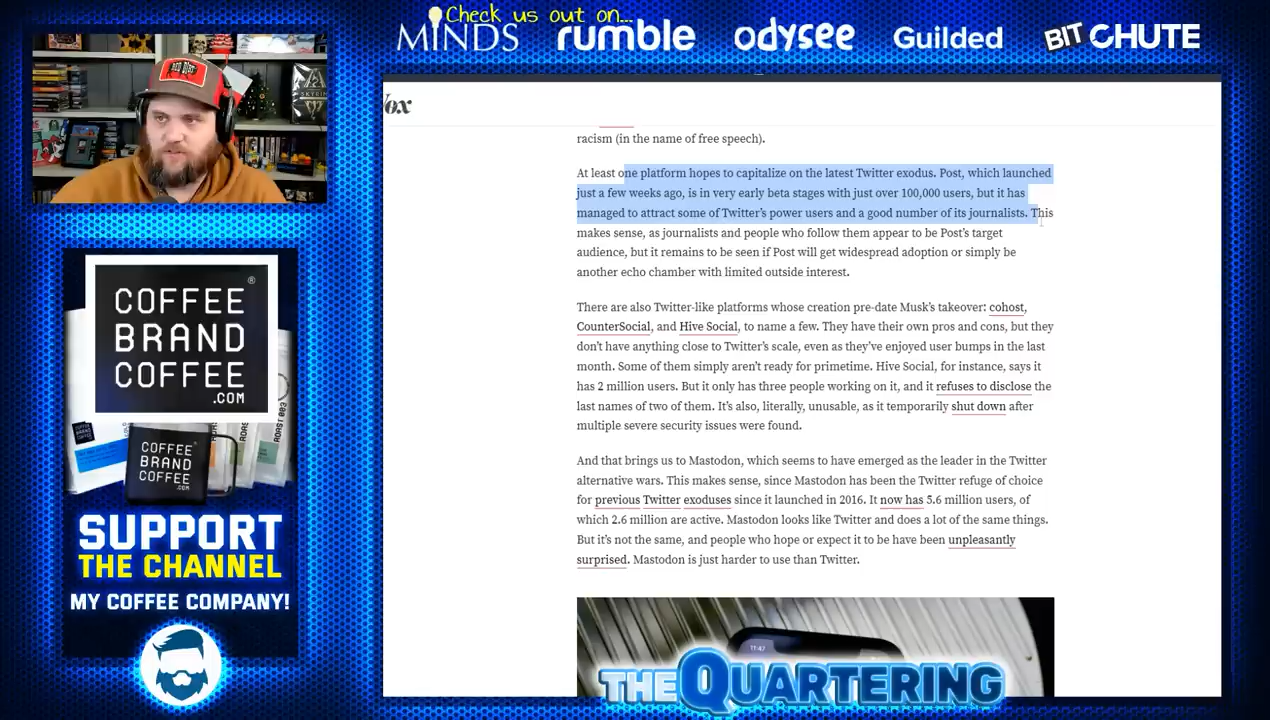 Check us out on...
MINDS
rumble
odysee
Guilded
BIT CHUTE
RED DIRT
SKYRIM
Vox
racism (in the name of free speech).
At least one platform hopes to capitalize on the latest Twitter exodus. Post, which launched
just a few weeks ago, is in very early beta stages with just over 100,000 users, but it has
managed to attract some of Twitter's power users and a good number of its journalists. This
makes sense, as journalists and people who follow them appear to be Post's target
audience, but it remains to be seen if Post will get widespread adoption or simply be
another echo chamber with limited outside interest.
There are also Twitter-like platforms whose creation pre-date Musk's takeover: cohost,
CounterSocial, and Hive Social, to name a few. They have their own pros and cons, but they
don't have anything close to Twitter's scale, even as they've enjoyed user bumps in the last
month. Some of them simply aren't ready for primetime. Hive Social, for instance, says it
has 2 million users. But it only has three people working on it, and it refuses to disclose the
last names of two of them. It's also, literally, unusable, as it temporarily shut down after
multiple severe security issues were found.
And that brings us to Mastodon, which seems to have emerged as the leader in the Twitter
alternative wars. This makes sense, since Mastodon has been the Twitter refuge of choice
for previous Twitter exoduses since it launched in 2016. It now has 5.6 million users, of
which 2.6 million are active. Mastodon looks like Twitter and does a lot of the same things.
But it's not the same, and people who hope or expect it to be have been unpleasantly
surprised. Mastodon is just harder to use than Twitter.
11:47
THE QUARTERING
COFFEE ®
BRAND
COFFEE
.COM
ROAST 003
COFFEE
BRAND
COFFEE
.COM
SUPPORT
THE CHANNEL
MY COFFEE COMPANY!